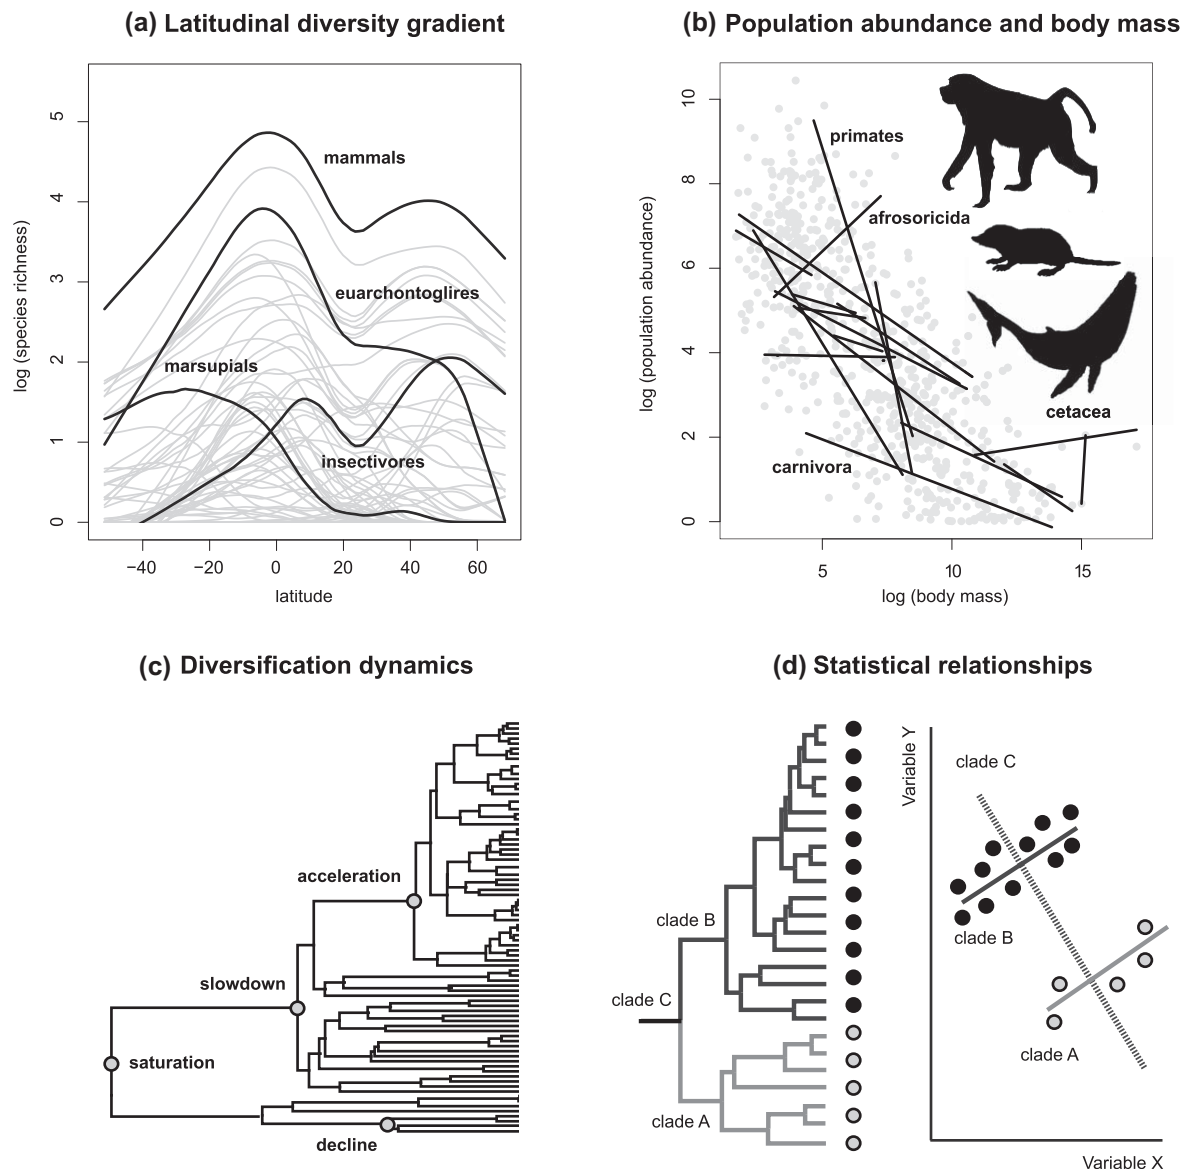 (a) Latitudinal diversity gradient
log (species richness)
5
4
3
2
1
0
mammals
euarchontoglires
marsupials
insectivores
−40
−20
0
20
40
60
latitude
(b) Population abundance and body mass
log (population abundance)
10
8
6
4
2
0
primates
afrosoricida
cetacea
carnivora
5
10
15
log (body mass)
(c) Diversification dynamics
acceleration
slowdown
saturation
decline
(d) Statistical relationships
clade B
clade C
clade A
Variable Y
clade C
clade B
clade A
Variable X